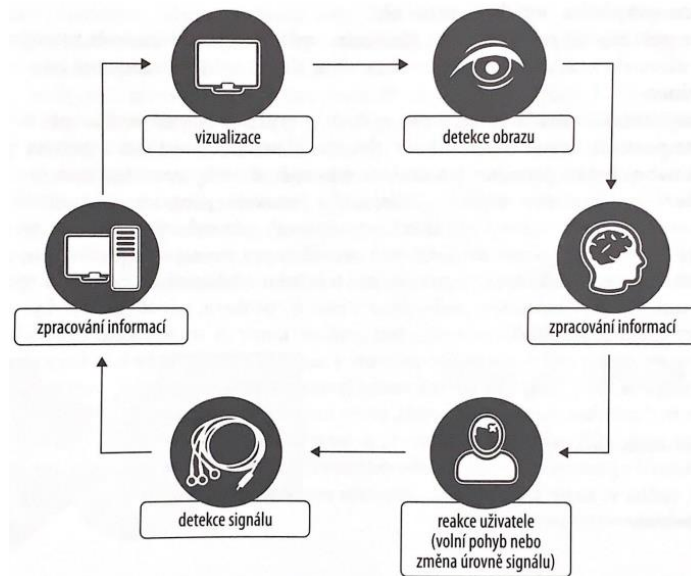 vizualizace
detekce obrazu
zpracování informací
zpracování informací
detekce signálu
reakce uživatele
(volní pohyb nebo
změna úrovně signálu)